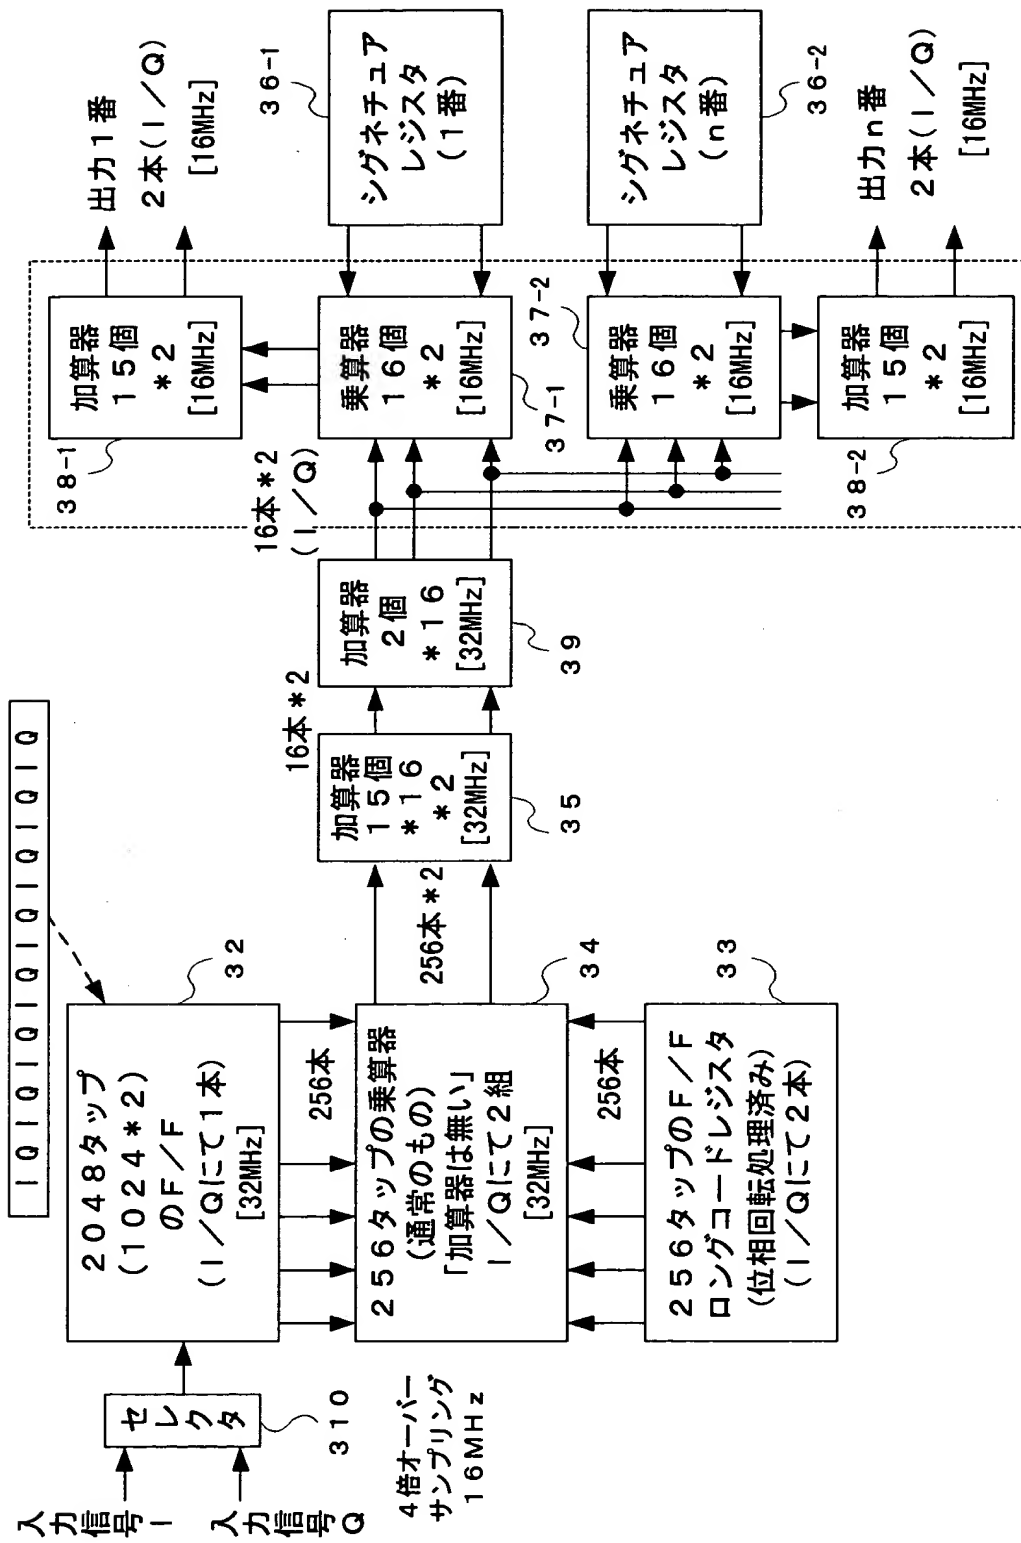 入力信号I
入力信号Q
セレクタ
310
4倍オーバー
サンプリング
16MHz
IQIQIQIQIQIQIQ
2048タップ
(1024*2)
のF/F
(I/Qにて1本)
[32MHz]
32
256本
256タップの乗算器
(通常のもの)
「加算器は無い」
I/Qにて2組
[32MHz]
34
256本
256タップのF/F
ロングコードレジスタ
(位相回転処理済み)
(I/Qにて2本)
33
256本*2
加算器
15個
*16
*2
[32MHz]
35
16本*2
加算器
2個
*16
[32MHz]
39
16本*2
(I/Q)
加算器
15個
*2
[16MHz]
38-1
乗算器
16個
*2
[16MHz]
37-1
乗算器
16個
*2
[16MHz]
37-2
加算器
15個
*2
[16MHz]
38-2
出力1番
2本(I/Q)
[16MHz]
シグネチュア
レジスタ
(1番)
36-1
シグネチュア
レジスタ
(n番)
36-2
出力n番
2本(I/Q)
[16MHz]